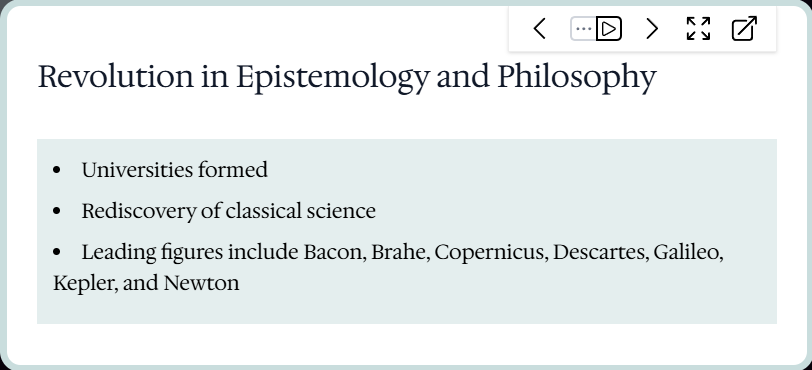 Revolution in Epistemology and Philosophy
• Universities formed
• Rediscovery of classical science
• Leading figures include Bacon, Brahe, Copernicus, Descartes, Galileo,
Kepler, and Newton